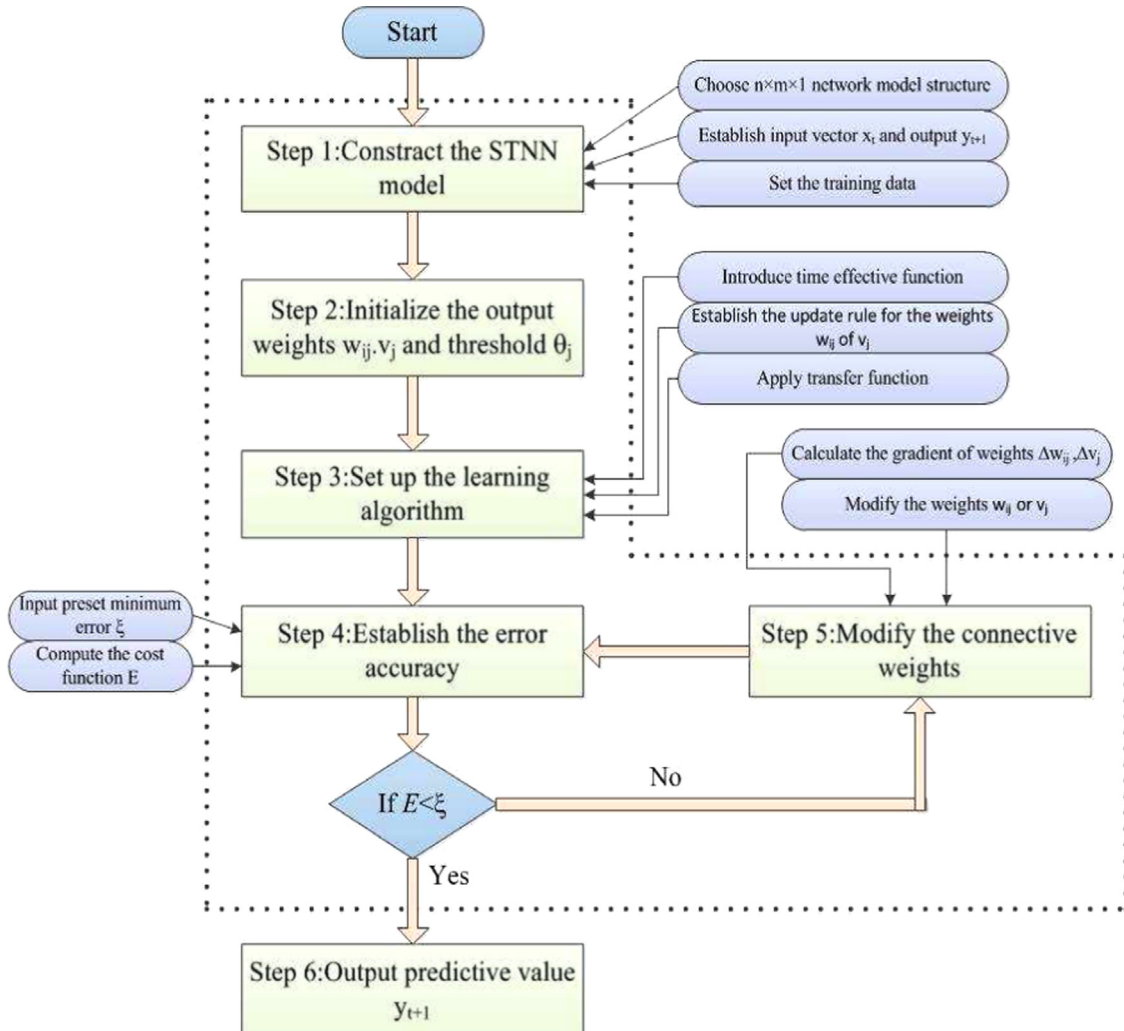 Start
Choose n×m×1 network model structure
Establish input vector xₜ and output yₜ₊₁
Set the training data
Step 1:Constract the STNN
model
Step 2:Initialize the output
weights wᵢⱼ.vⱼ and threshold θⱼ
Introduce time effective function
Establish the update rule for the weights
wᵢⱼ of vⱼ
Apply transfer function
Step 3:Set up the learning
algorithm
Calculate the gradient of weights Δwᵢⱼ,Δvⱼ
Modify the weights wᵢⱼ or vⱼ
Input preset minimum
error ξ
Compute the cost
function E
Step 4:Establish the error
accuracy
Step 5:Modify the connective
weights
If E<ξ
No
Yes
Step 6:Output predictive value
yₜ₊₁